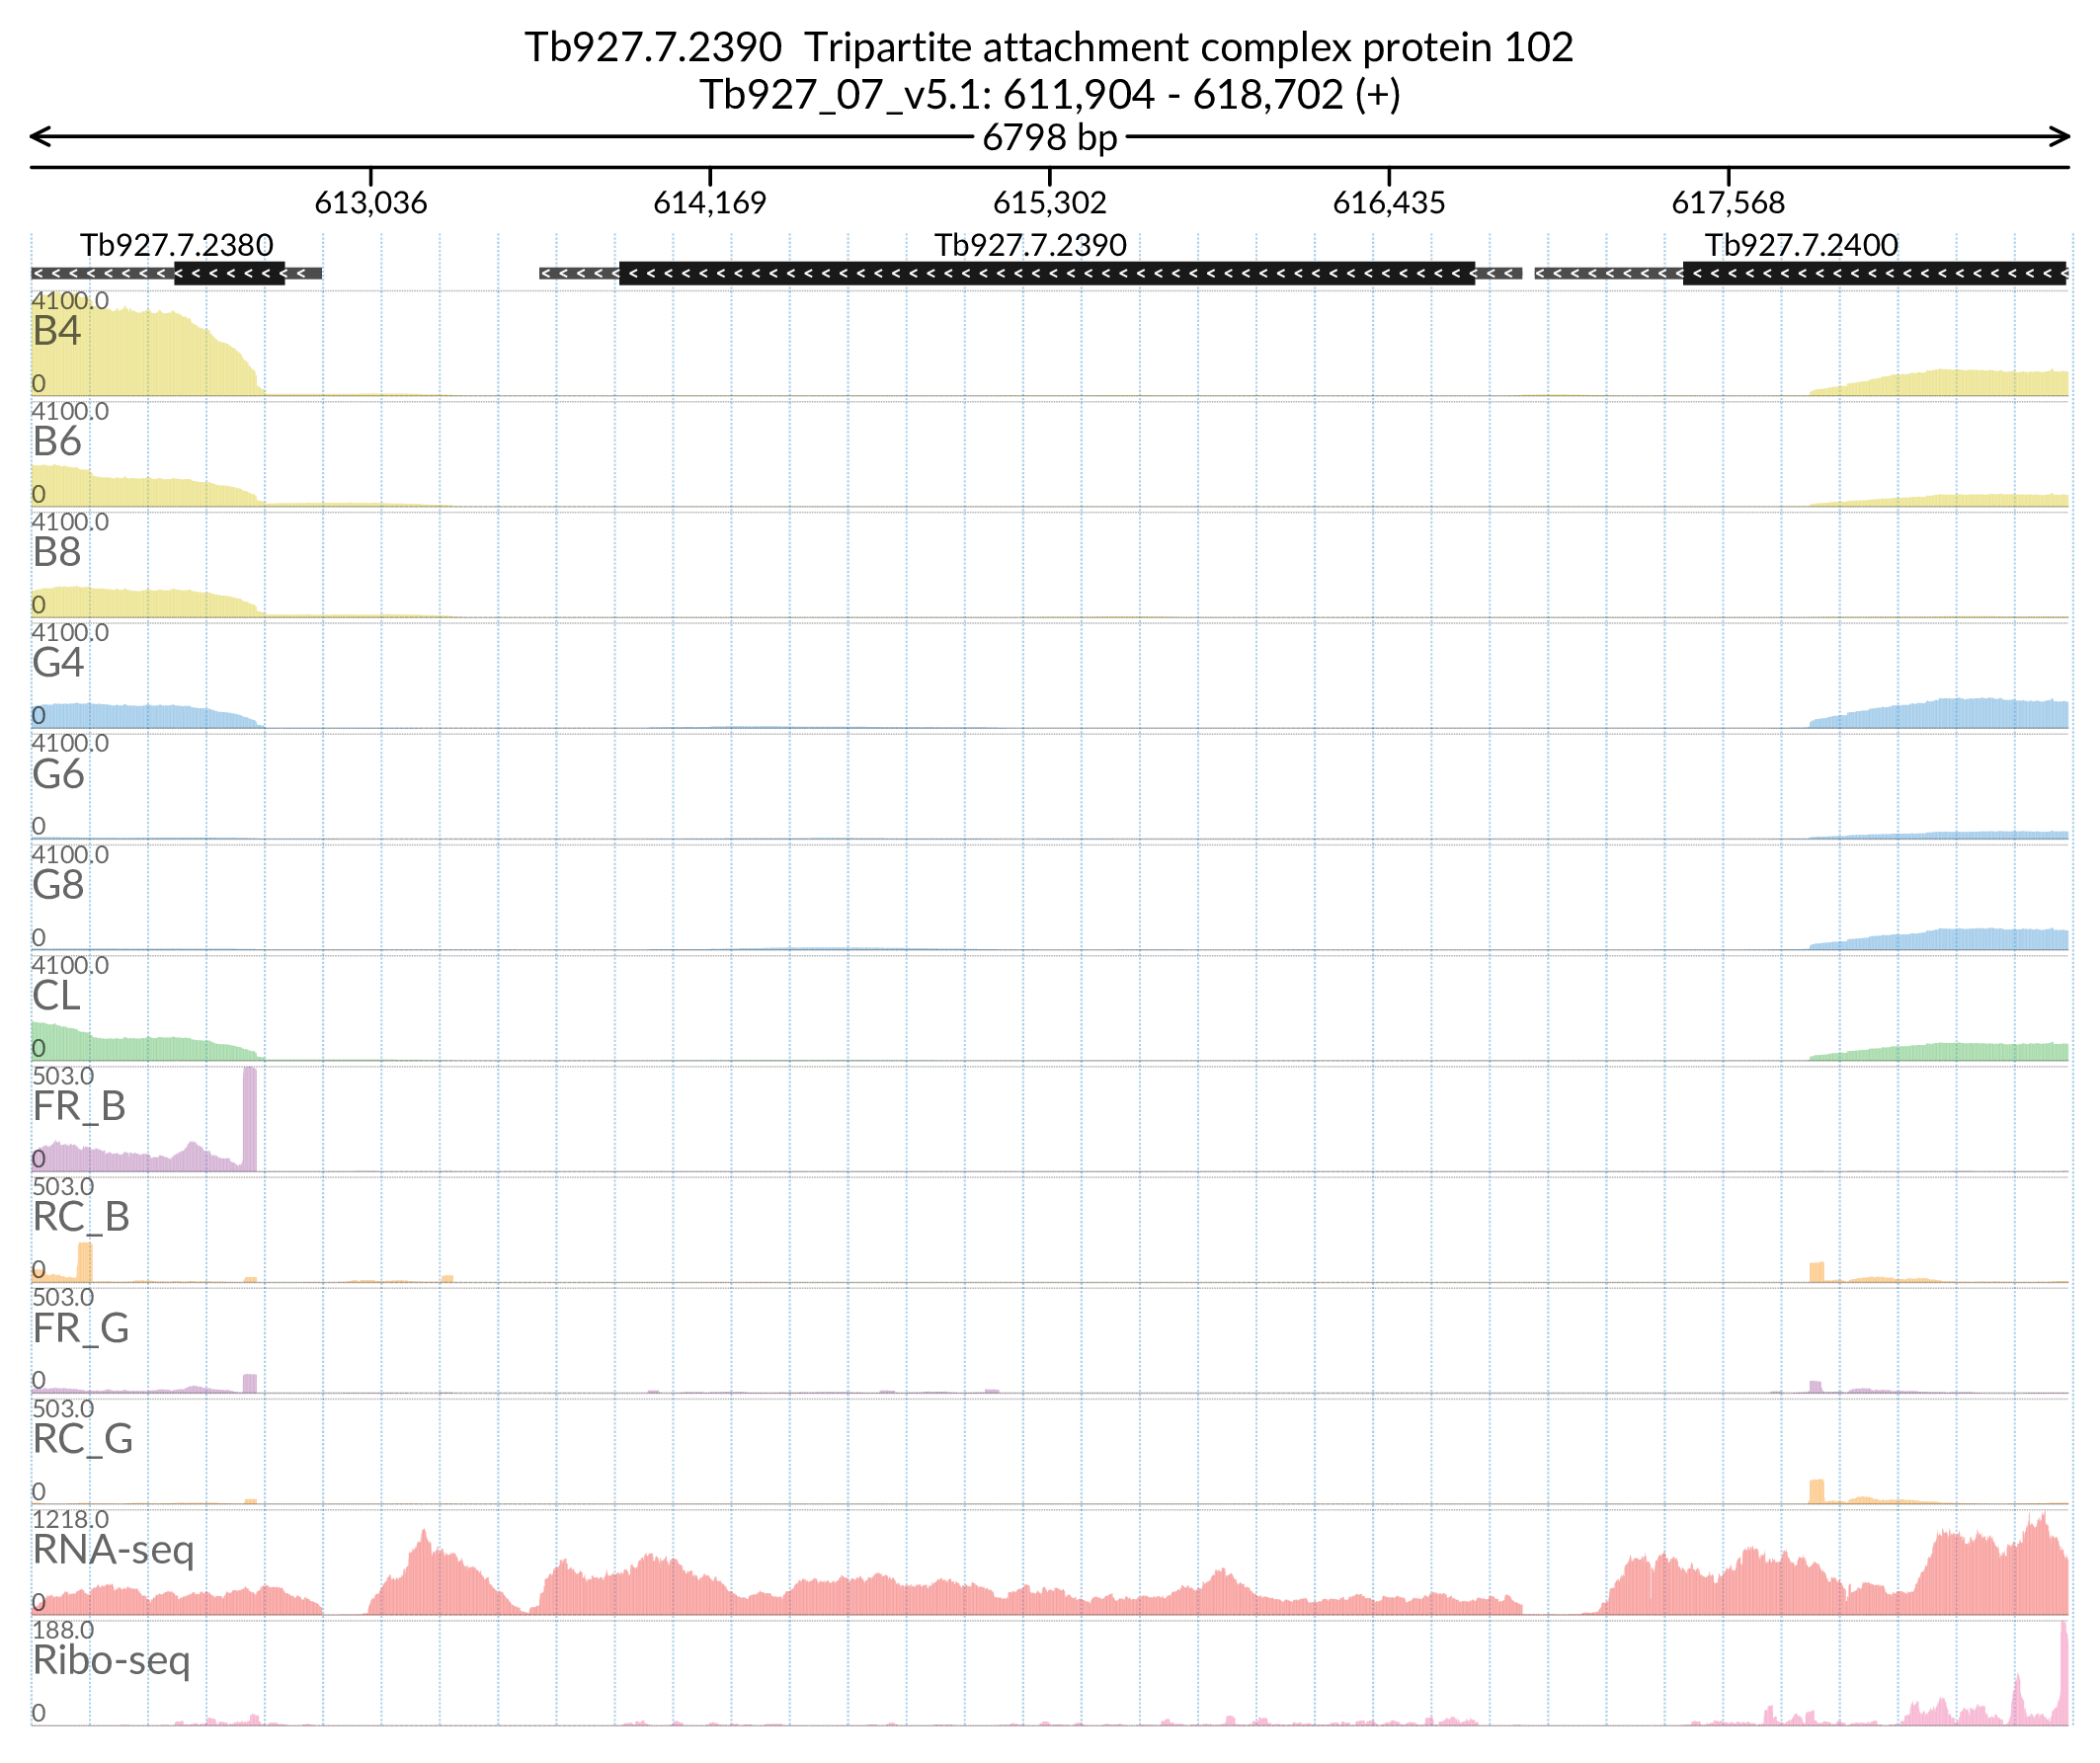 Tb927.7.2390  Tripartite attachment complex protein 102
Tb927_07_v5.1: 611,904 - 618,702 (+)
6798 bp
613,036 614,169 615,302 616,435 617,568
Tb927.7.2380 Tb927.7.2390 Tb927.7.2400
4100.0
B4
0
4100.0
B6
0
4100.0
B8
0
4100.0
G4
0
4100.0
G6
0
4100.0
G8
0
4100.0
CL
0
503.0
FR_B
0
503.0
RC_B
0
503.0
FR_G
0
503.0
RC_G
0
1218.0
RNA-seq
0
188.0
Ribo-seq
0